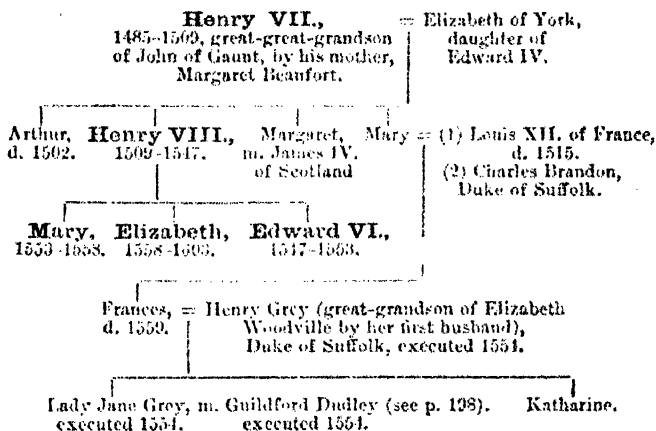 Henry VII., = Elizabeth of York,
1485–1509, great-great-grandson daughter of
of John of Gaunt, by his mother, Edward IV.
Margaret Beaufort.
Arthur, Henry VIII., Margaret, Mary = (1) Louis XII. of France,
d. 1502. 1509–1547. m. James IV. d. 1515.
of Scotland (2) Charles Brandon,
Duke of Suffolk.
Mary, Elizabeth, Edward VI.,
1553–1558. 1558–1603. 1547–1553.
Frances, = Henry Grey (great-grandson of Elizabeth
d. 1559. Woodville by her first husband),
Duke of Suffolk, executed 1554.
Lady Jane Grey, m. Guildford Dudley (see p. 198). Katharine.
executed 1554. executed 1554.